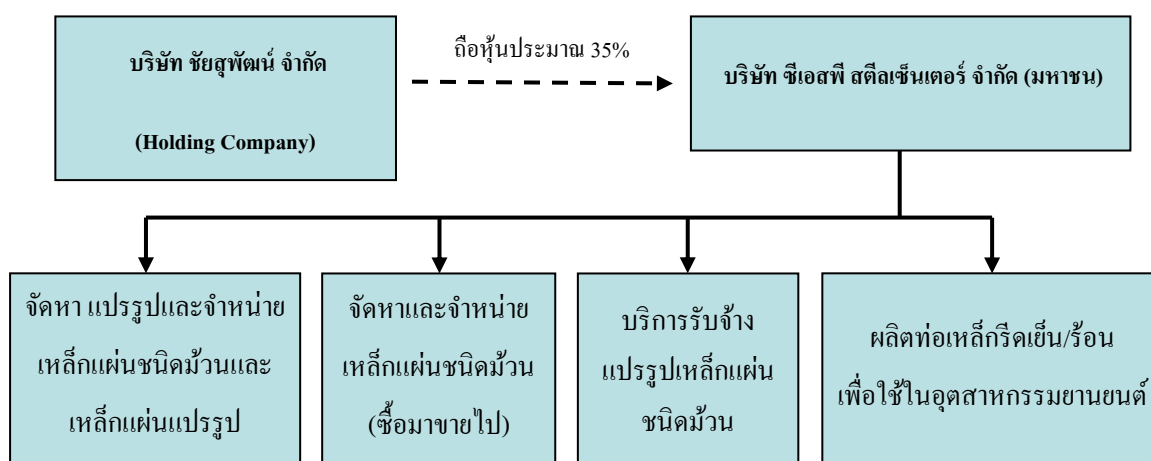 บริษัท ชัยสุพัฒน์ จำกัด
(Holding Company)
ถือหุ้นประมาณ 35%
บริษัท ซีเอสพี สตีลเซ็นเตอร์ จำกัด (มหาชน)
จัดหา แปรรูปและจำหน่าย
เหล็กแผ่นชนิดม้วนและ
เหล็กแผ่นแปรรูป
จัดหาและจำหน่าย
เหล็กแผ่นชนิดม้วน
(ซื้อมาขายไป)
บริการรับจ้าง
แปรรูปเหล็กแผ่น
ชนิดม้วน
ผลิตท่อเหล็กรีดเย็น/ร้อน
เพื่อใช้ในอุตสาหกรรมยานยนต์